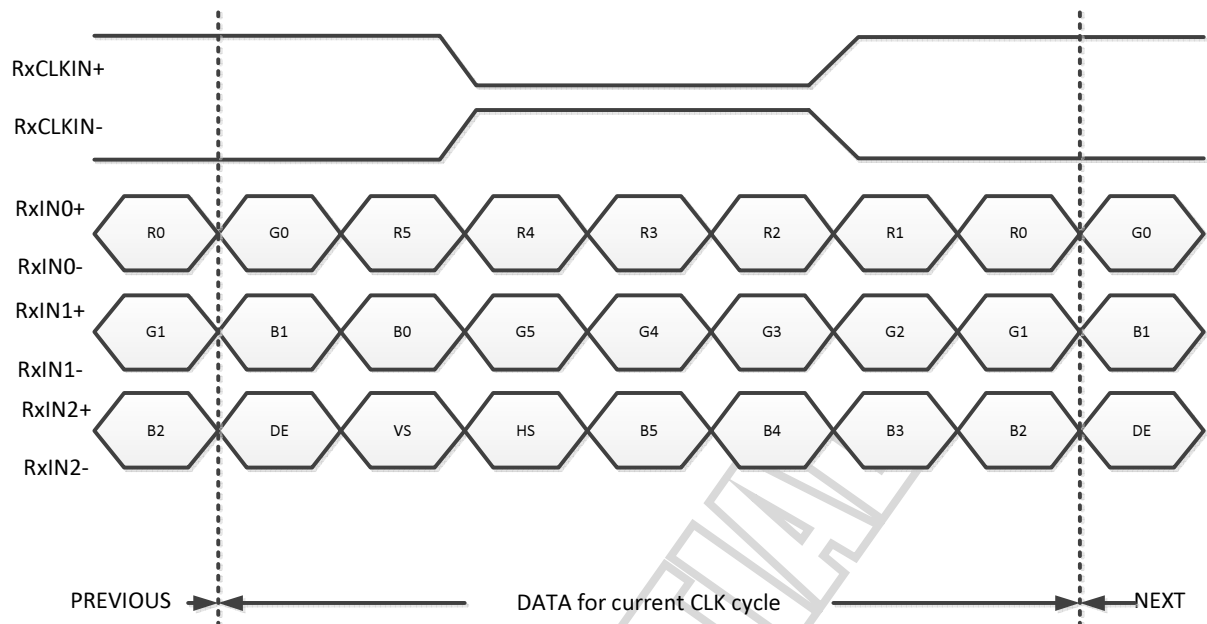 RxCLKIN+
RxCLKIN-
RxIN0+
R0 G0 R5 R4 R3 R2 R1 R0 G0
RxIN0-
RxIN1+
G1 B1 B0 G5 G4 G3 G2 G1 B1
RxIN1-
RxIN2+
B2 DE VS HS B5 B4 B3 B2 DE
RxIN2-
PREVIOUS DATA for current CLK cycle NEXT